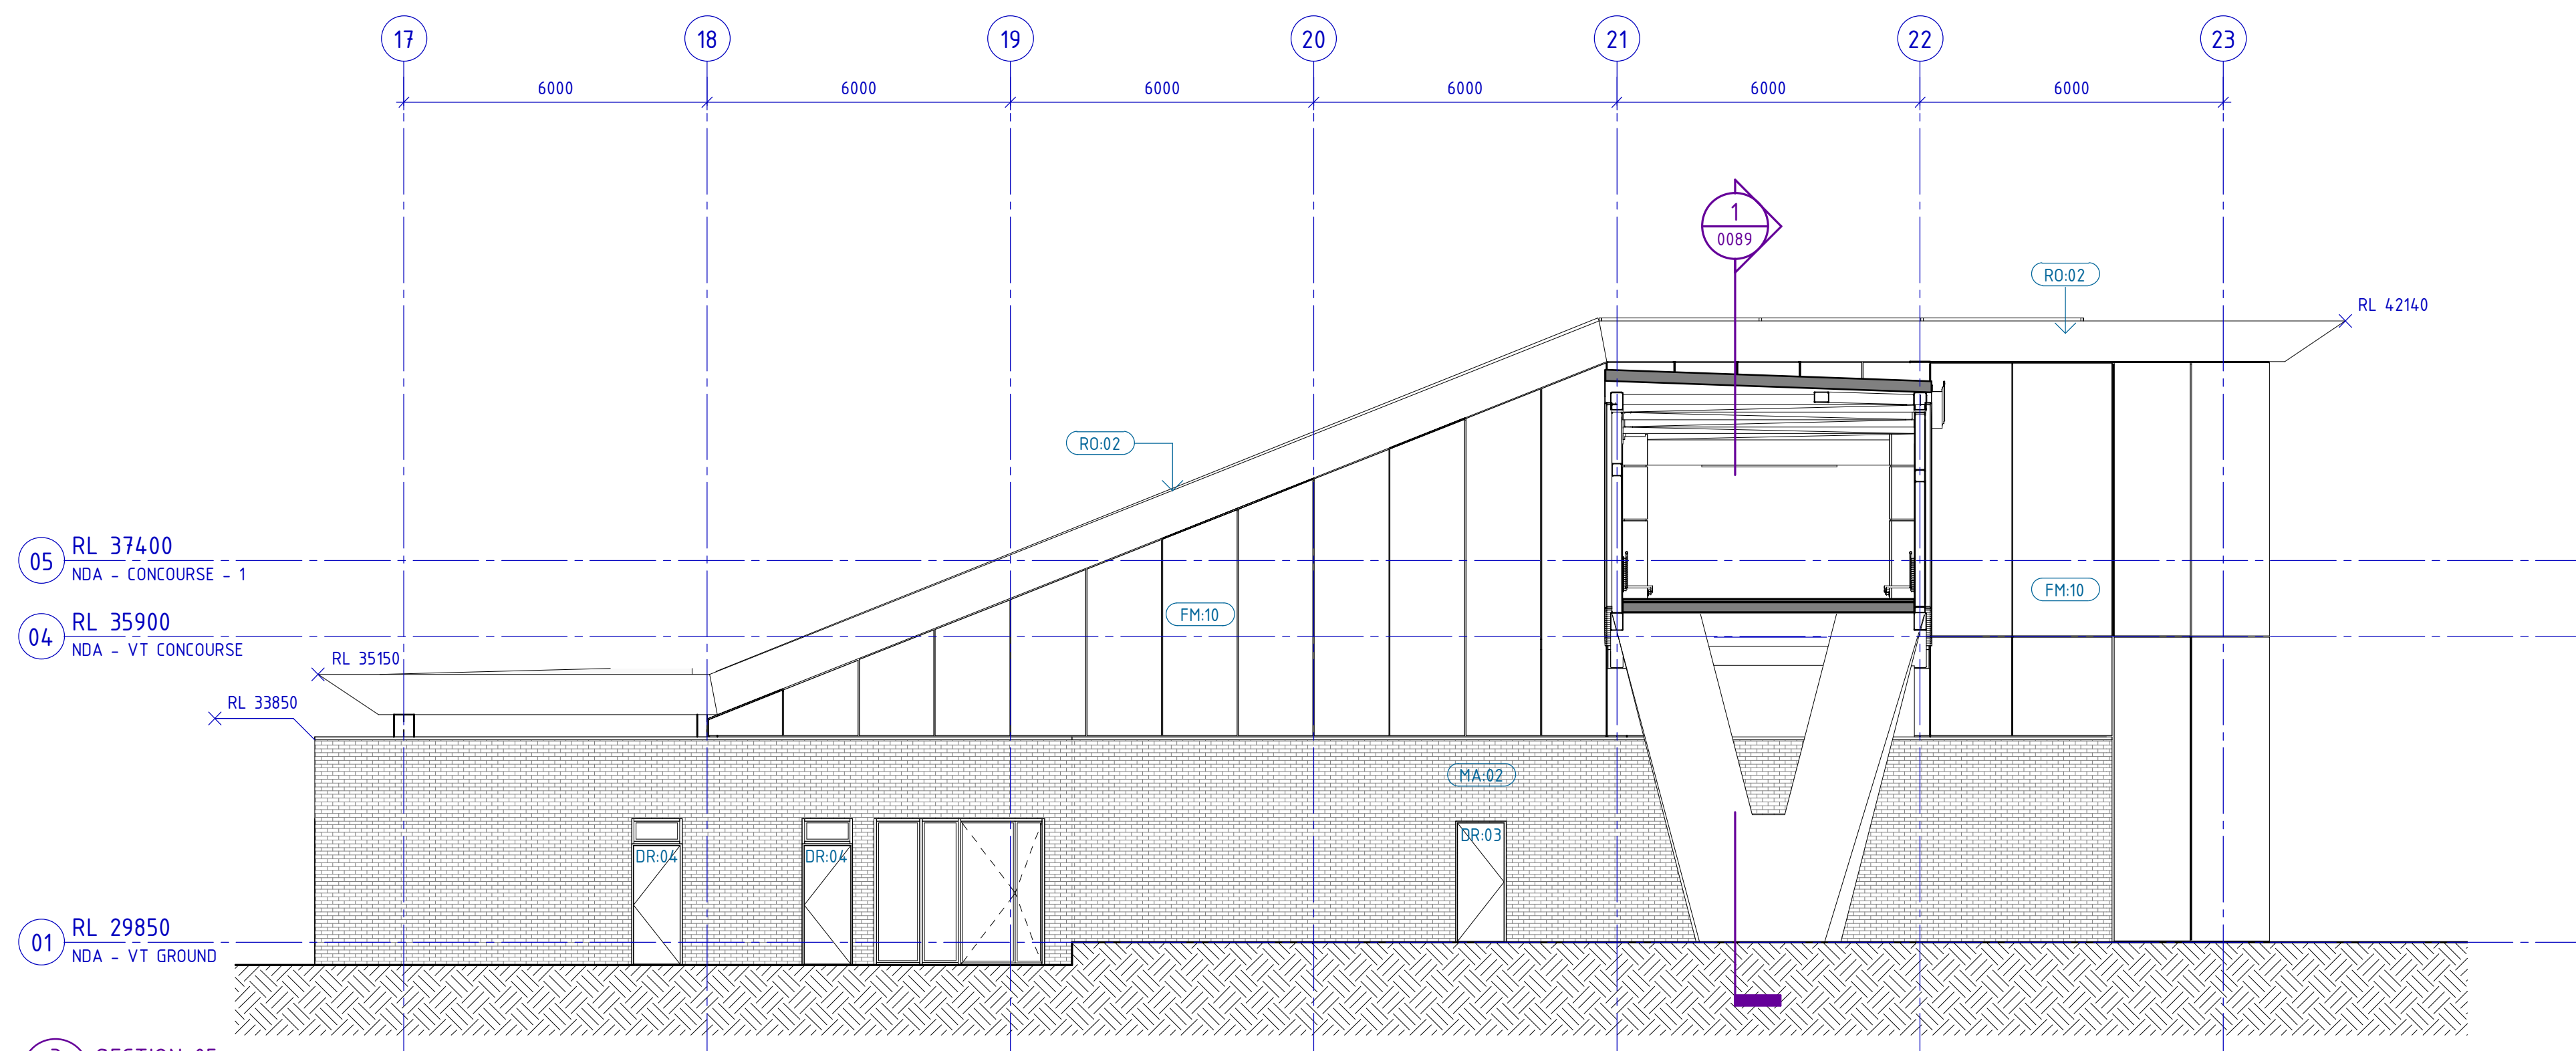 17
18
19
20
21
22
23
6000
6000
6000
6000
6000
6000
1
0089
RO:02
RL 42140
RO:02
05
RL 37400
NDA - CONCOURSE - 1
FM:10
FM:10
04
RL 35900
NDA - VT CONCOURSE
RL 35150
RL 33850
MA:02
DR:04
DR:04
DR:03
01
RL 29850
NDA - VT GROUND